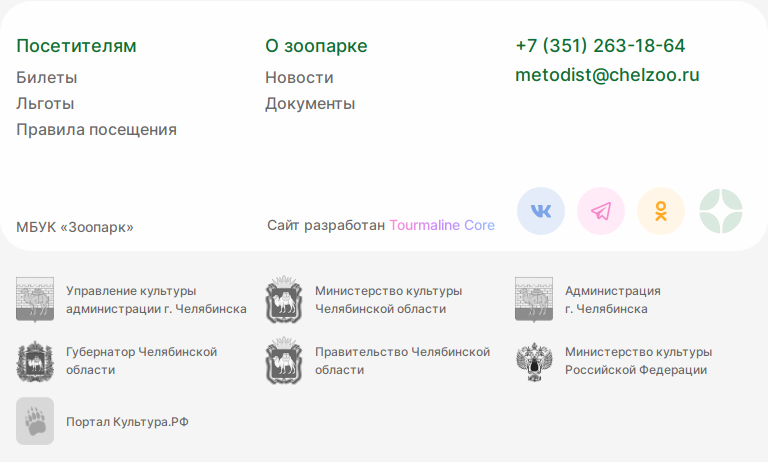 Посетителям
Билеты
Льготы
Правила посещения
О зоопарке
Новости
Документы
+7 (351) 263-18-64
metodist@chelzoo.ru
МБУК «Зоопарк»
Сайт разработан Tourmaline Core
Управление культуры
администрации г. Челябинска
Министерство культуры
Челябинской области
Администрация
г. Челябинска
Губернатор Челябинской
области
Правительство Челябинской
области
Министерство культуры
Российской Федерации
Портал Культура.РФ